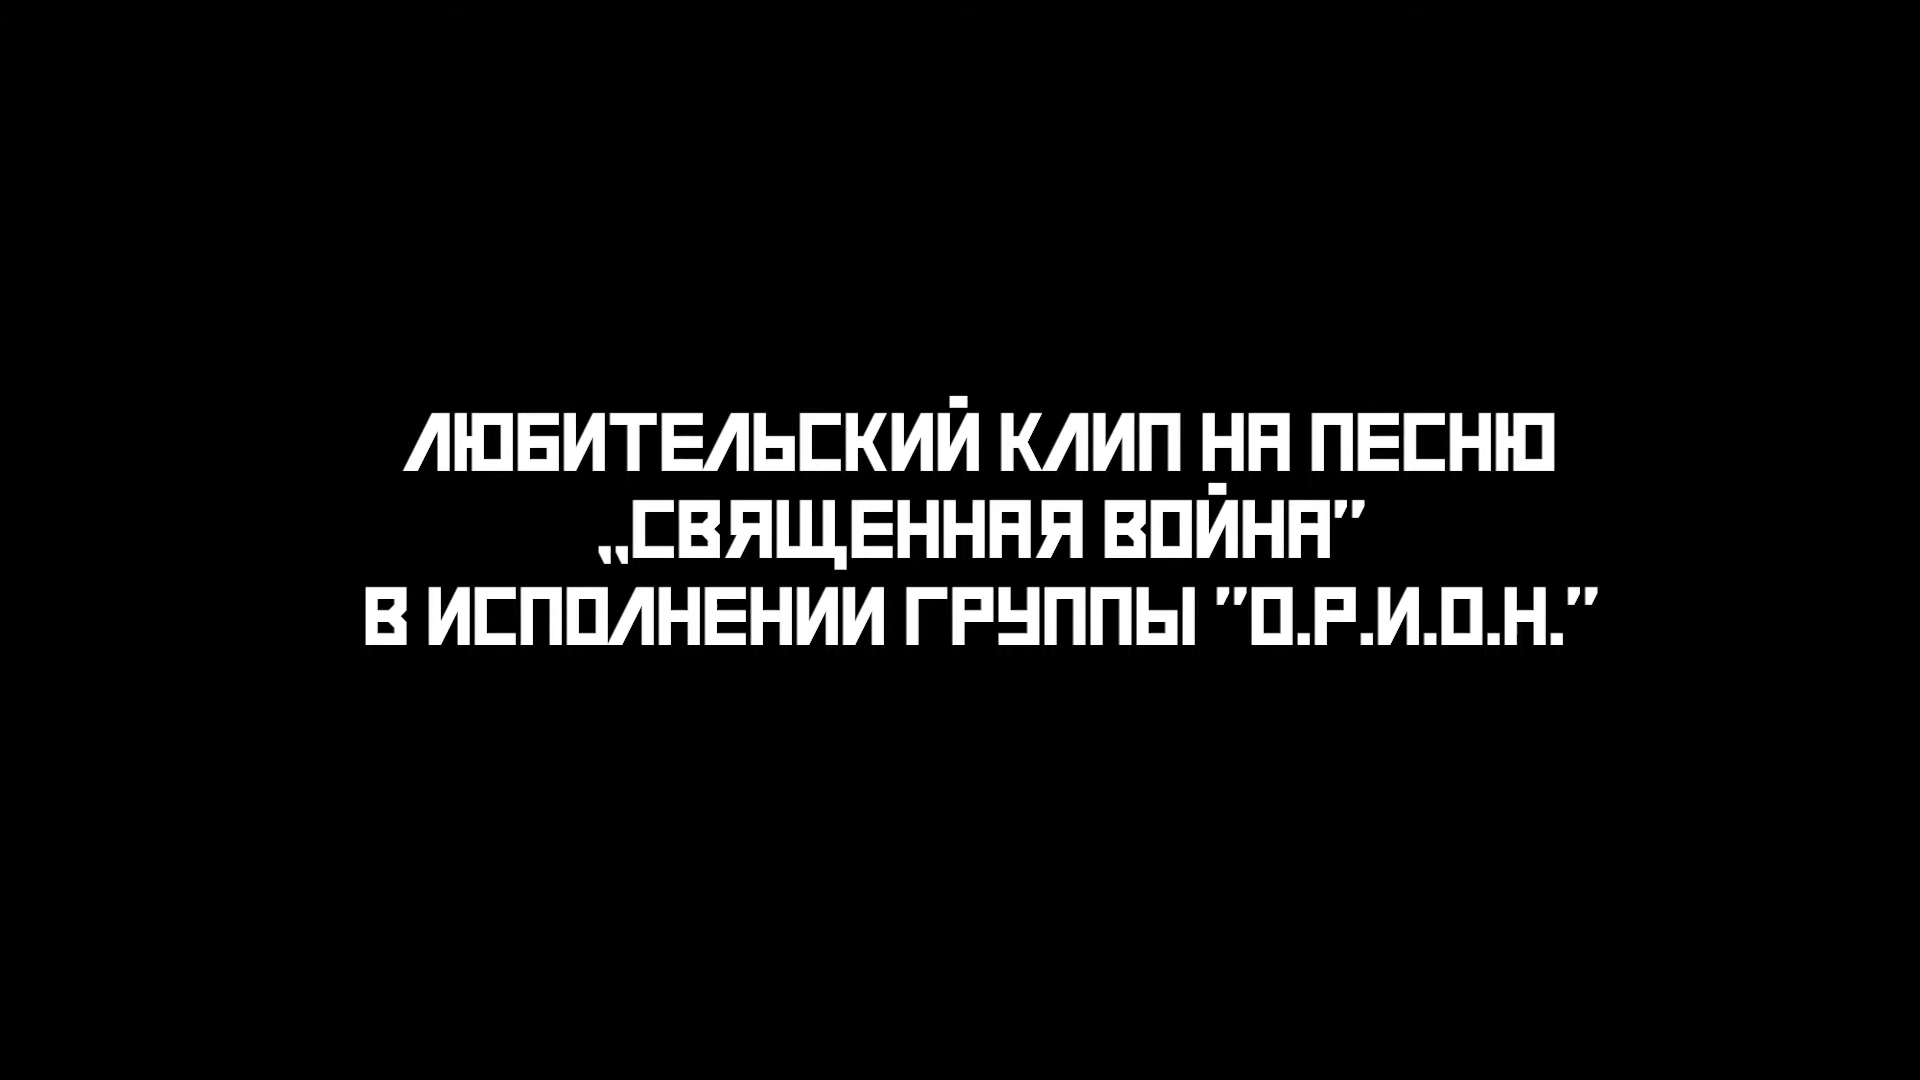 ЛЮБИТЕЛЬСКИЙ КЛИП НА ПЕСНЮ
„СВЯЩЕННАЯ ВОЙНА”
В ИСПОЛНЕНИИ ГРУППЫ ”О.Р.И.О.Н.”